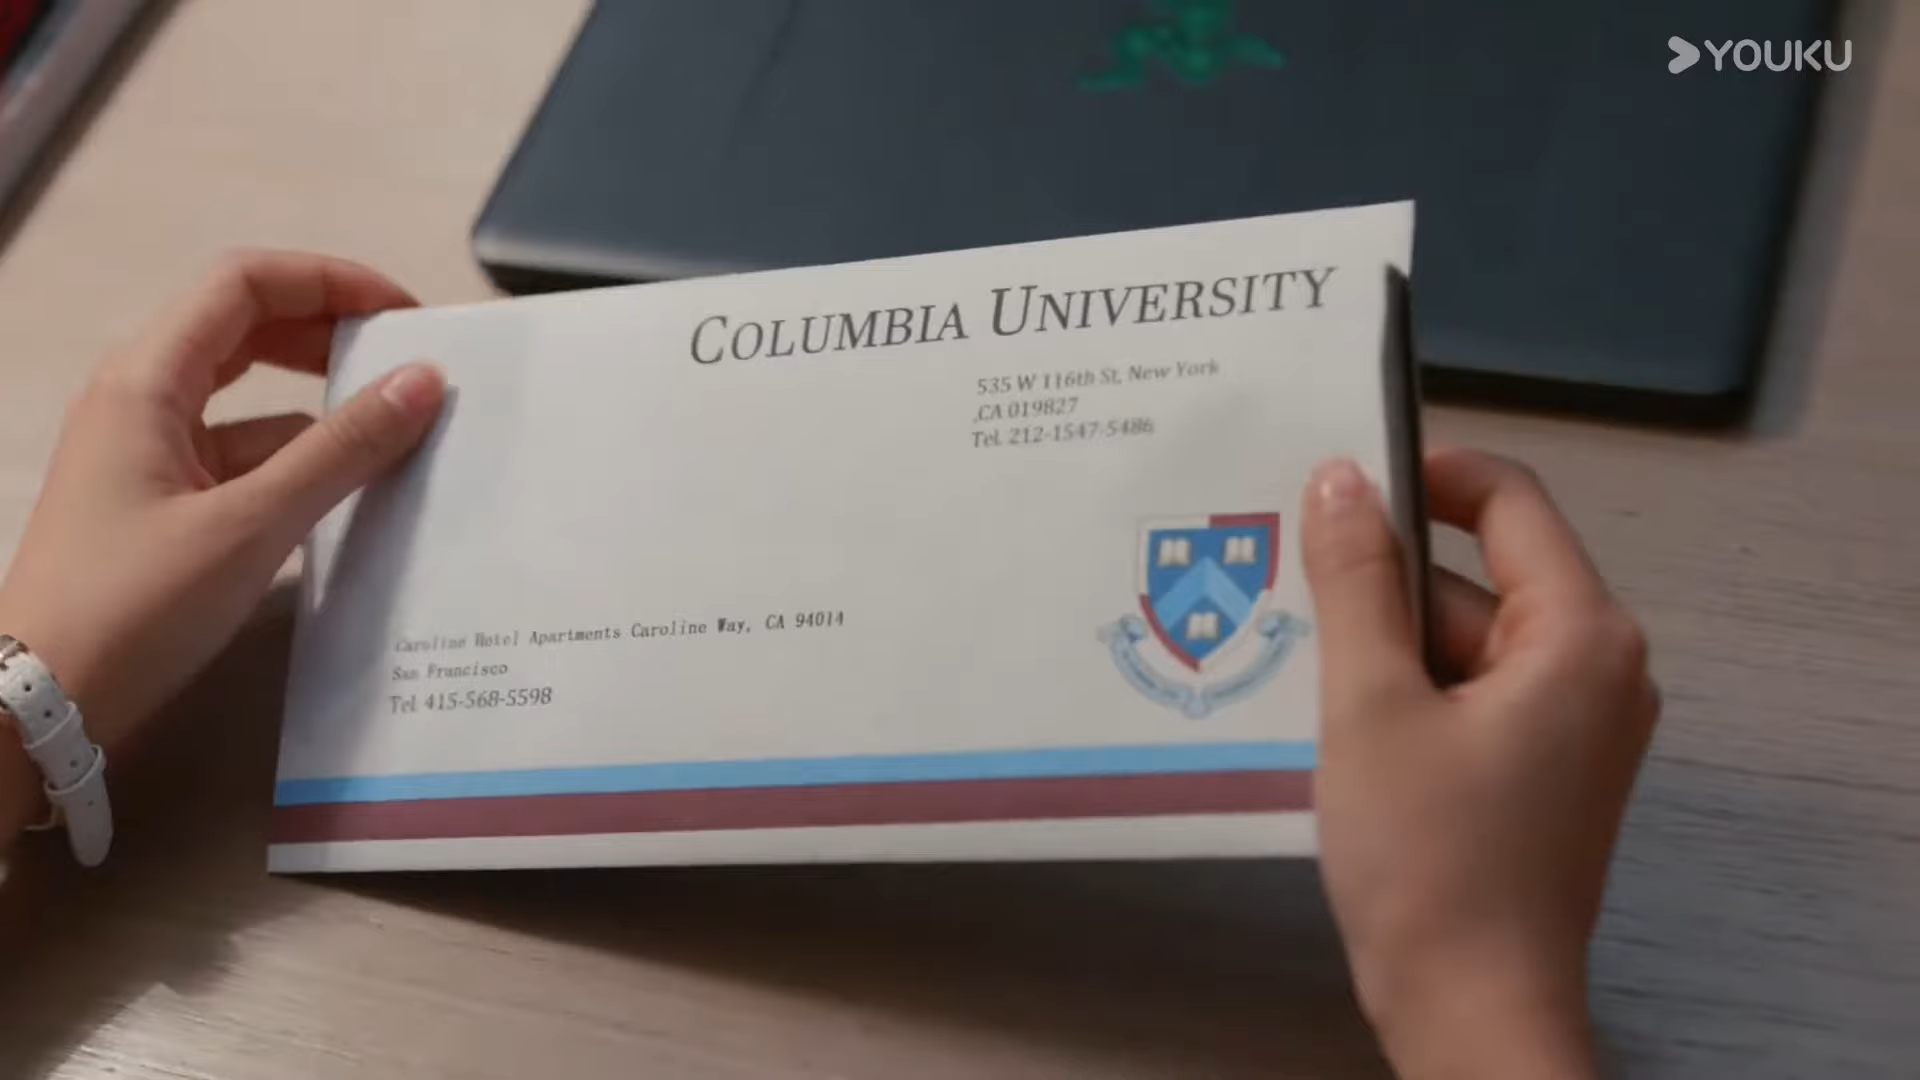 YOUKU
COLUMBIA UNIVERSITY
535 W 116th St, New York
,CA 019827
Tel. 212-1547-5486
Caroline Hotel Apartments Caroline Way, CA 94014
San Francisco
Tel 415-568-5598